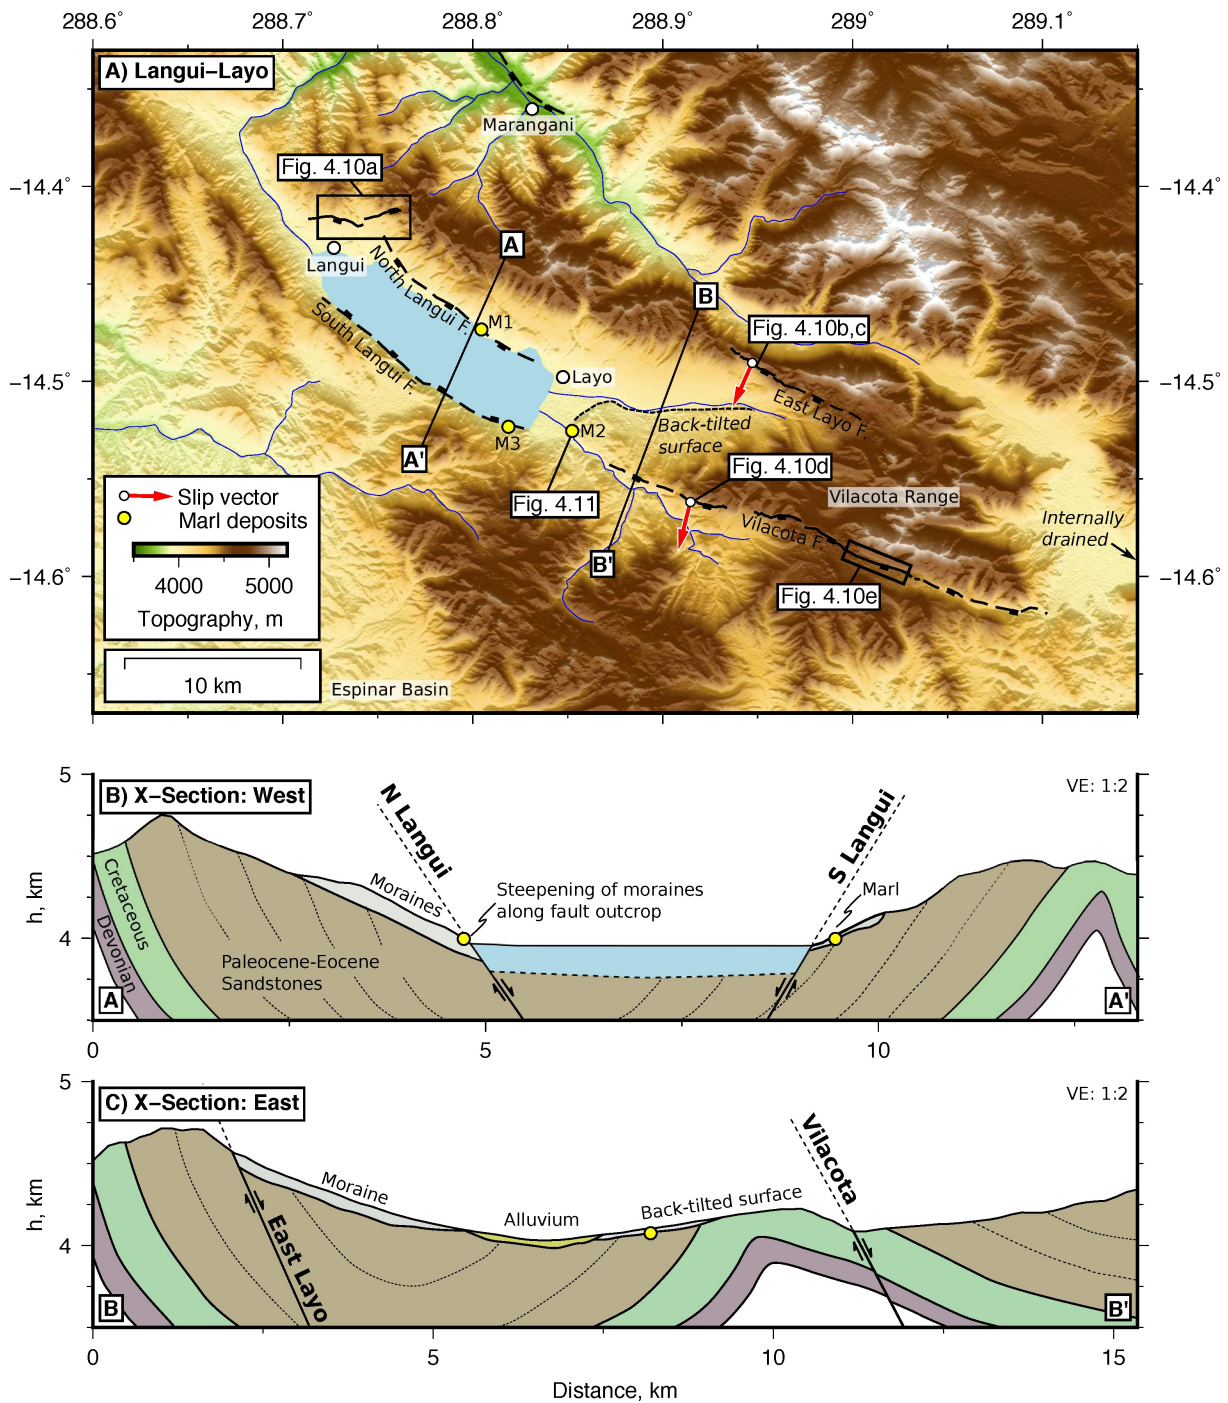 288.6° 288.7° 288.8° 288.9° 289° 289.1°
A) Langui–Layo
Marangani
Fig. 4.10a
−14.4° −14.4°
A
Langui
North Langui F.
B
South Langui F.
M1
Fig. 4.10b,c
−14.5° −14.5°
Layo
East Layo F.
Back-tilted
surface
M3
M2
A'
Fig. 4.10d
Slip vector
Marl deposits
4000 5000
Topography, m
10 km
Fig. 4.11
Vilacota Range
Vilacota F.
Internally
drained
B'
−14.6° −14.6°
Fig. 4.10e
Espinar Basin
B) X–Section: West
VE: 1:2
5
4
h, km
N Langui
S Langui
Cretaceous
Devonian
Moraines
Steepening of moraines
along fault outcrop
Marl
Paleocene-Eocene
Sandstones
A
A'
0 5 10
C) X–Section: East
VE: 1:2
5
4
h, km
Vilacota
Moraine
Alluvium
Back-tilted surface
East Layo
B
B'
0 5 10 15
Distance, km